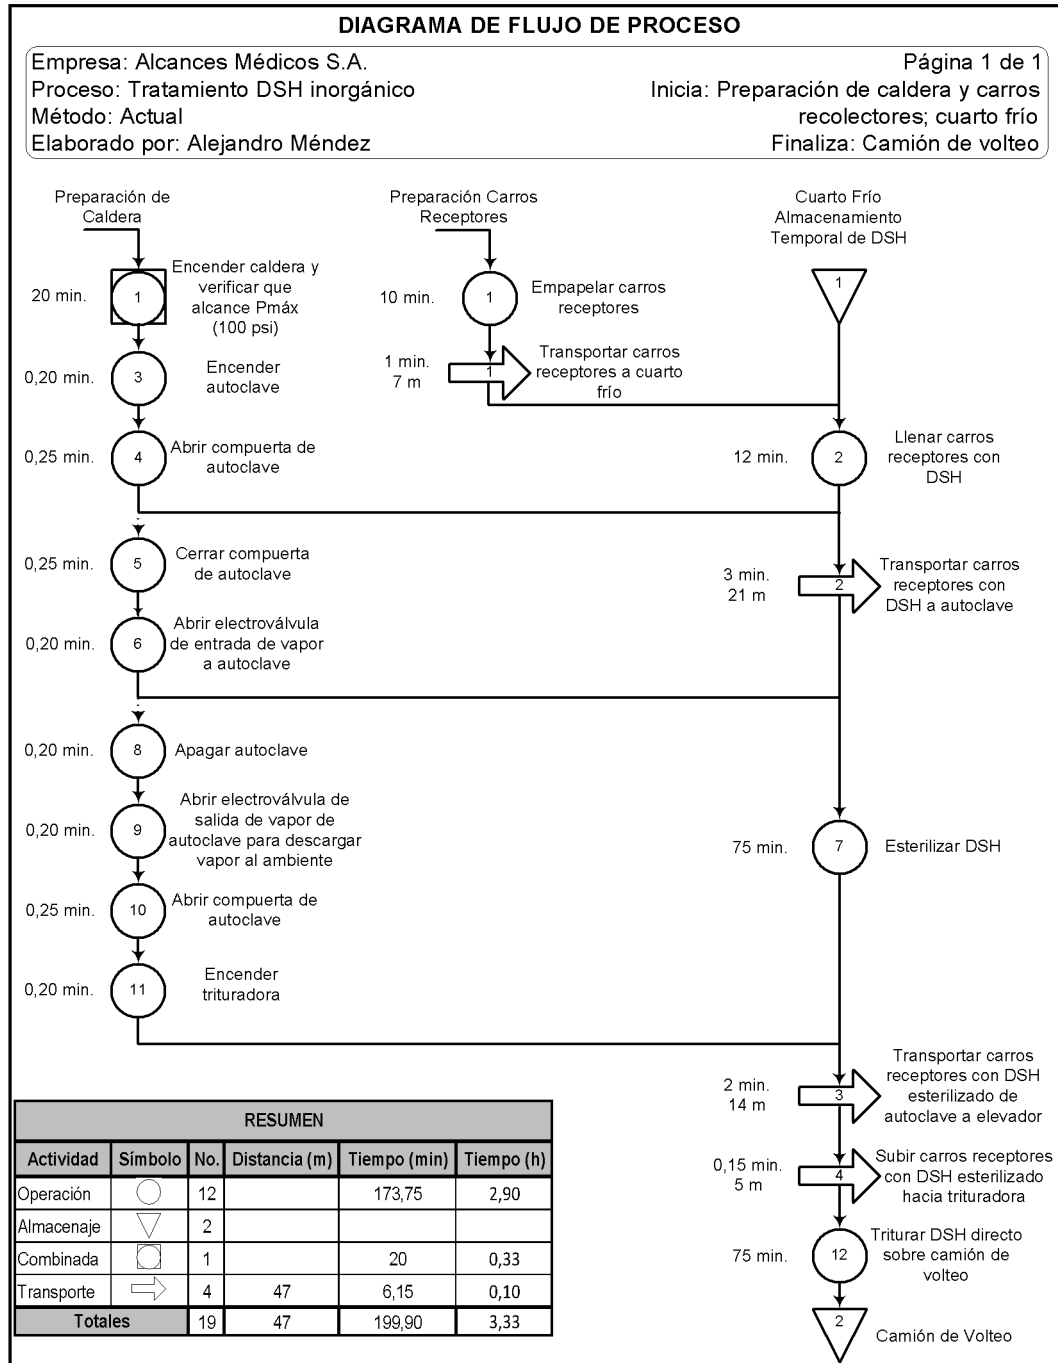 DIAGRAMA DE FLUJO DE PROCESO
Empresa: Alcances Médicos S.A.
Proceso: Tratamiento DSH inorgánico
Método: Actual
Elaborado por: Alejandro Méndez
Página 1 de 1
Inicia: Preparación de caldera y carros
recolectores; cuarto frío
Finaliza: Camión de volteo
Preparación de
Caldera
20 min.
1
Encender caldera y
verificar que
alcance Pmáx
(100 psi)
0,20 min.
3
Encender
autoclave
0,25 min.
4
Abrir compuerta de
autoclave
0,25 min.
5
Cerrar compuerta
de autoclave
0,20 min.
6
Abrir electroválvula
de entrada de vapor
a autoclave
0,20 min.
8
Apagar autoclave
0,20 min.
9
Abrir electroválvula de
salida de vapor de
autoclave para descargar
vapor al ambiente
0,25 min.
10
Abrir compuerta de
autoclave
0,20 min.
11
Encender
trituradora
Preparación Carros
Receptores
10 min.
1
Empapelar carros
receptores
1 min.
7 m
1
Transportar carros
receptores a cuarto
frío
Cuarto Frío
Almacenamiento
Temporal de DSH
1
12 min.
2
Llenar carros
receptores con
DSH
3 min.
21 m
2
Transportar carros
receptores con
DSH a autoclave
75 min.
7
Esterilizar DSH
2 min.
14 m
3
Transportar carros
receptores con DSH
esterilizado de
autoclave a elevador
0,15 min.
5 m
4
Subir carros receptores
con DSH esterilizado
hacia trituradora
75 min.
12
Triturar DSH directo
sobre camión de
volteo
2
Camión de Volteo
RESUMEN
Actividad Símbolo No. Distancia (m) Tiempo (min) Tiempo (h)
Operación 12 173,75 2,90
Almacenaje 2
Combinada 1 20 0,33
Transporte 4 47 6,15 0,10
Totales 19 47 199,90 3,33